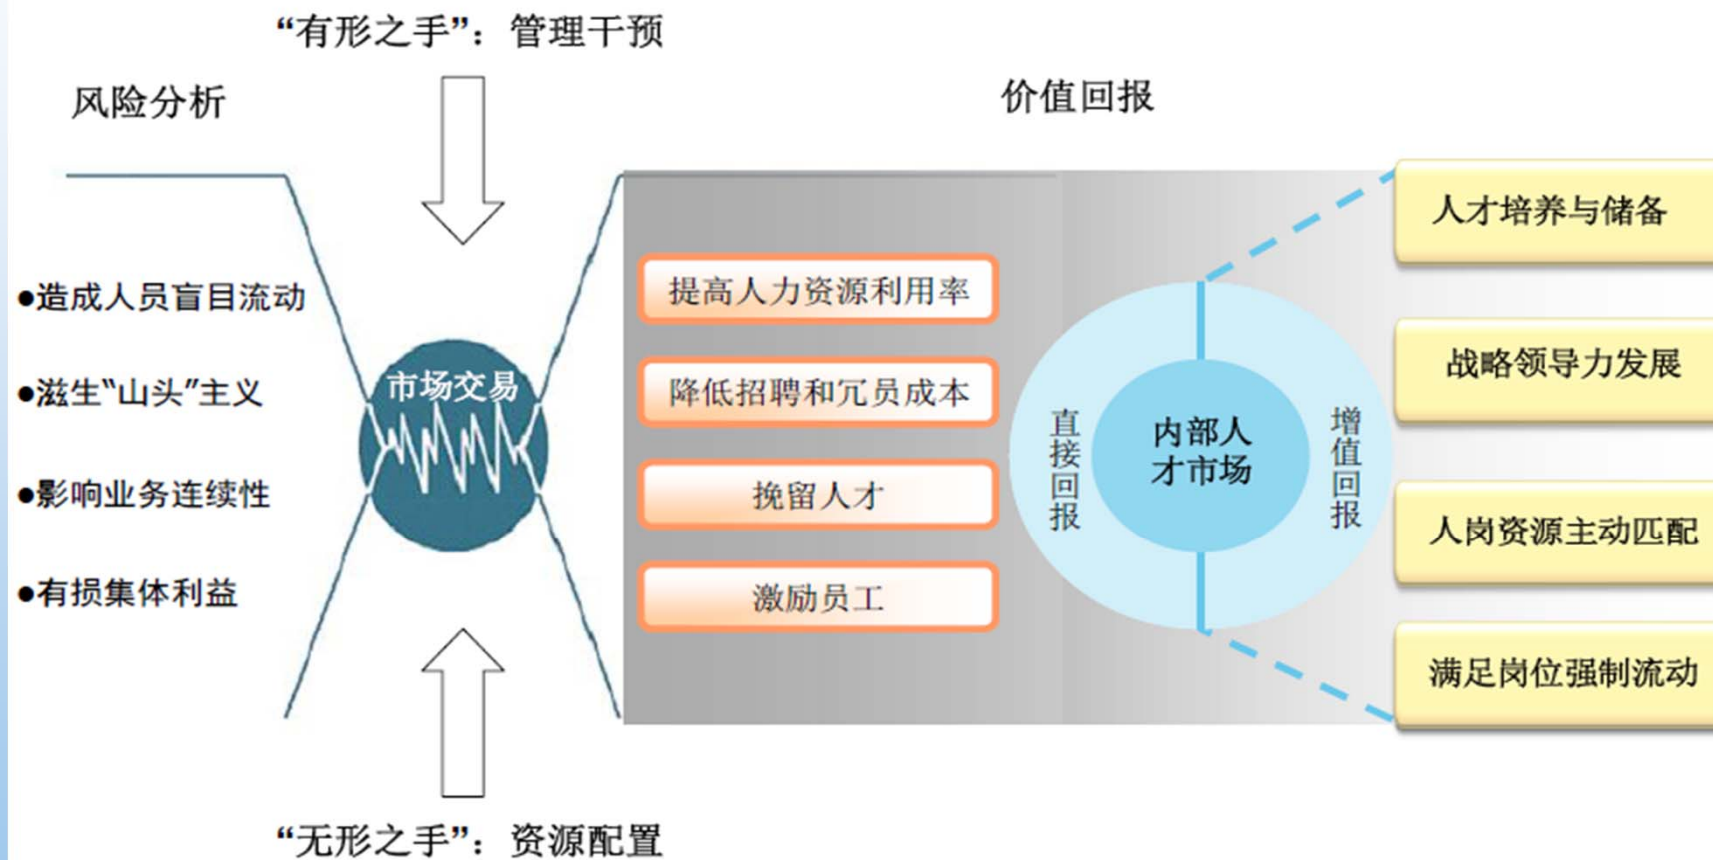 “有形之手”：管理干预
风险分析
价值回报
●造成人员盲目流动
●滋生“山头”主义
●影响业务连续性
●有损集体利益
市场交易
提高人力资源利用率
降低招聘和冗员成本
挽留人才
激励员工
直接回报
内部人
才市场
增值回报
人才培养与储备
战略领导力发展
人岗资源主动匹配
满足岗位强制流动
“无形之手”：资源配置